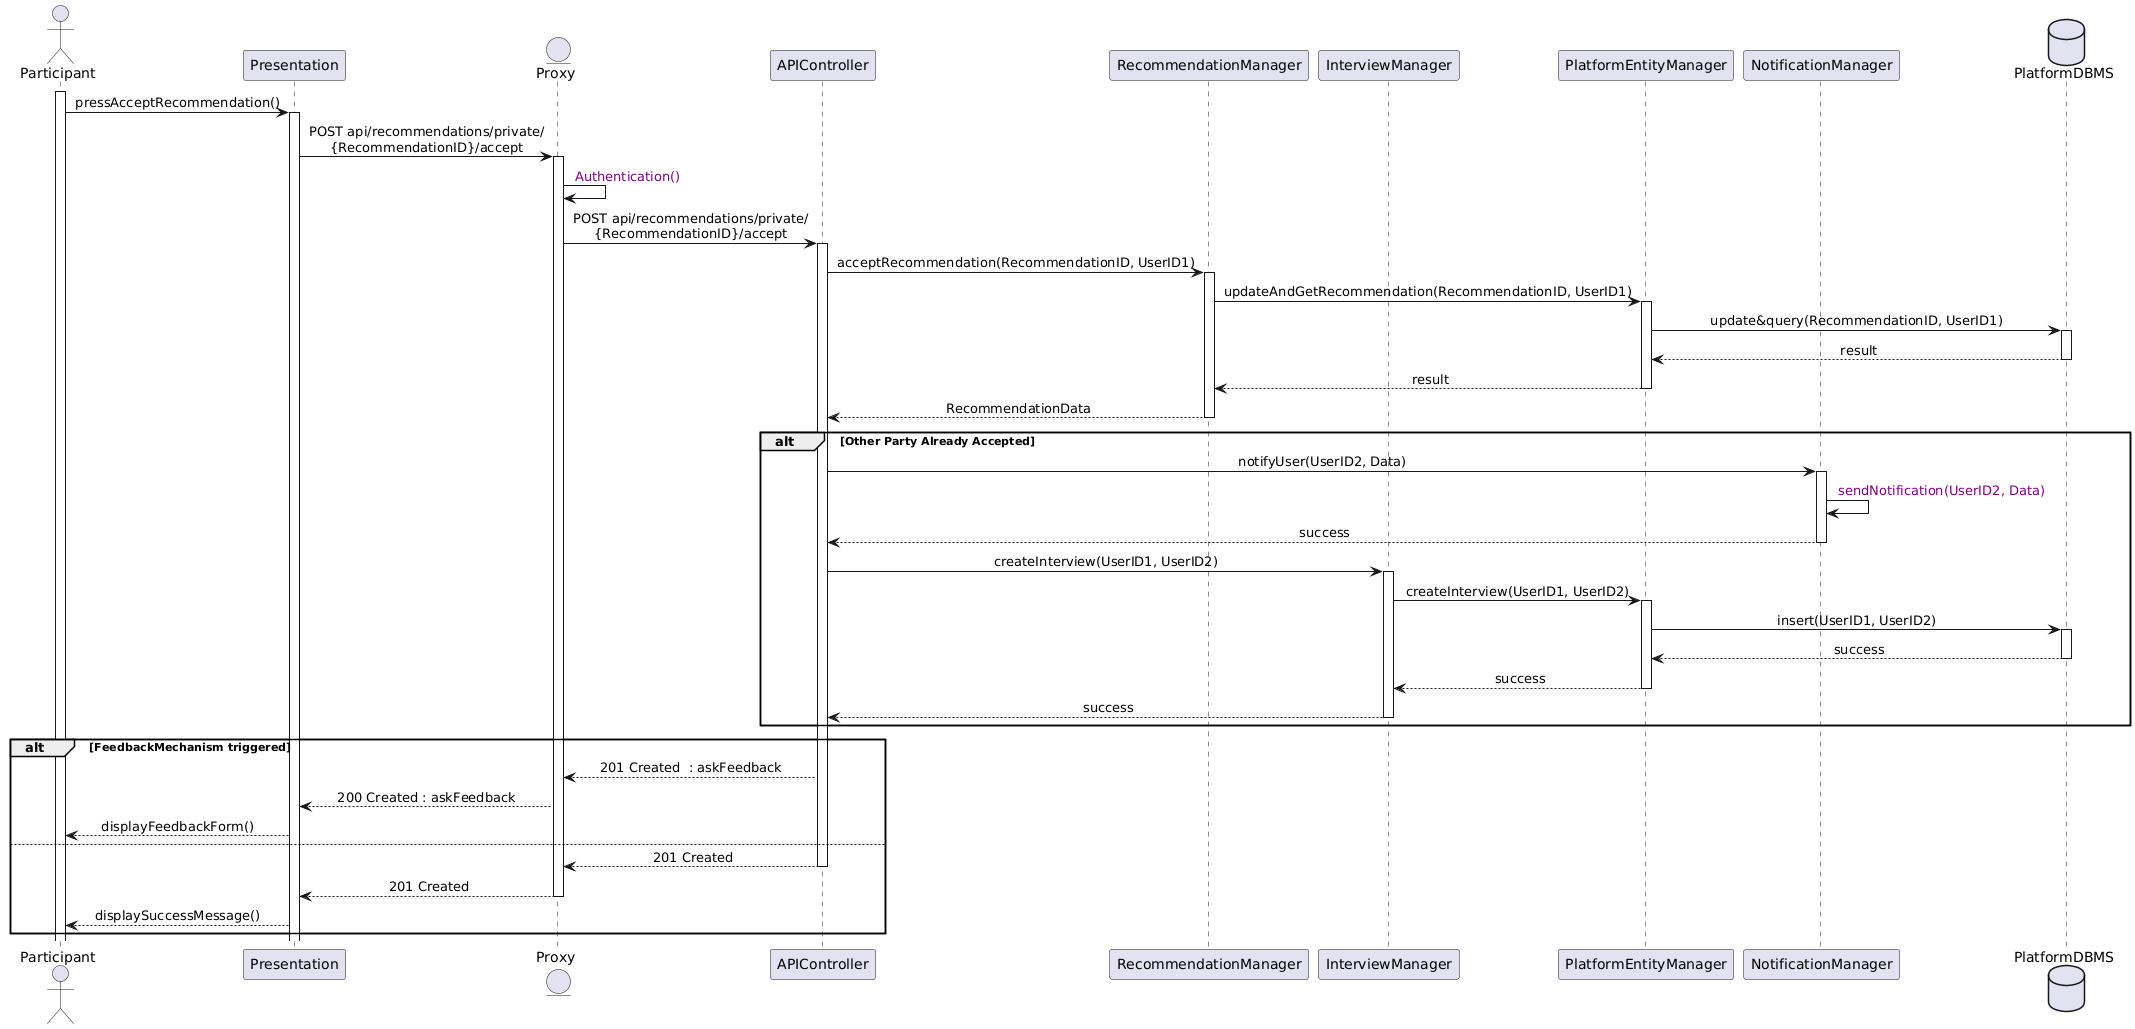 Participant
Presentation
Proxy
APIController
RecommendationManager
InterviewManager
PlatformEntityManager
NotificationManager
PlatformDBMS
pressAcceptRecommendation()
POST api/recommendations/private/
{RecommendationID}/accept
Authentication()
POST api/recommendations/private/
{RecommendationID}/accept
acceptRecommendation(RecommendationID, UserID1)
updateAndGetRecommendation(RecommendationID, UserID1)
update&query(RecommendationID, UserID1)
result
result
RecommendationData
alt
[Other Party Already Accepted]
notifyUser(UserID2, Data)
sendNotification(UserID2, Data)
success
createInterview(UserID1, UserID2)
createInterview(UserID1, UserID2)
insert(UserID1, UserID2)
success
success
success
alt
[FeedbackMechanism triggered]
201 Created  : askFeedback
200 Created : askFeedback
displayFeedbackForm()
201 Created
201 Created
displaySuccessMessage()
Participant
Presentation
Proxy
APIController
RecommendationManager
InterviewManager
PlatformEntityManager
NotificationManager
PlatformDBMS